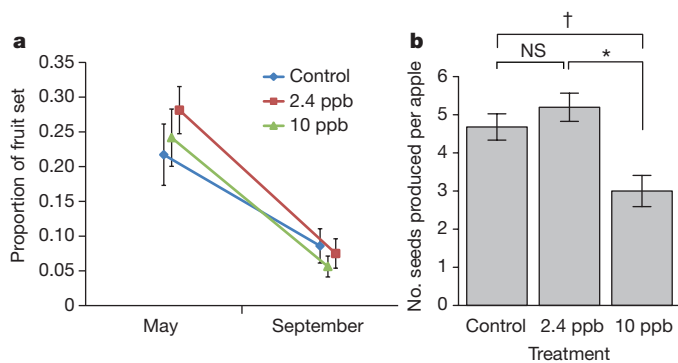 a
Proportion of fruit set
0.35
0.30
0.25
0.20
0.15
0.10
0.05
0
Control
2.4 ppb
10 ppb
May September
b
†
NS *
No. seeds produced per apple
6
5
4
3
2
1
0
Control 2.4 ppb 10 ppb
Treatment